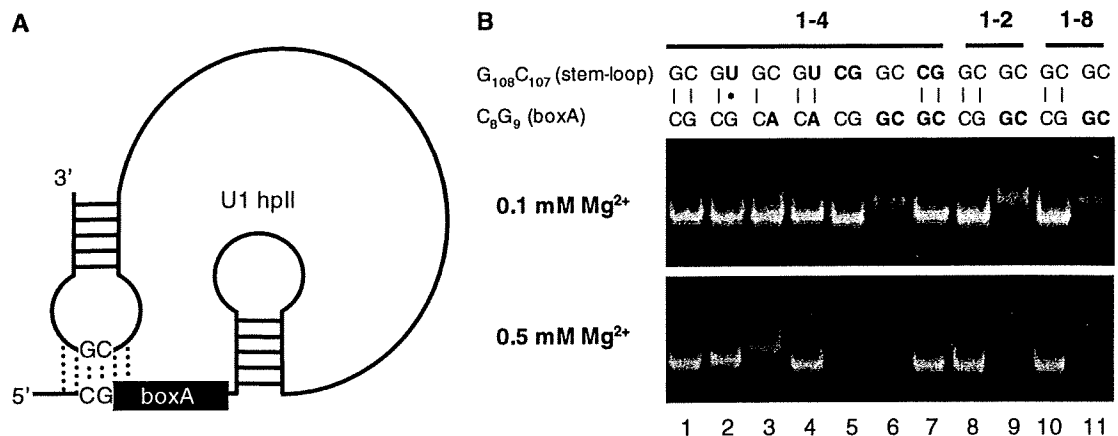 A
3'
U1 hpII
GC
5'
CG
boxA
B
1-4 1-2 1-8
G₁₀₈C₁₀₇ (stem-loop) GC GU GC GU CG GC CG GC GC GC GC
C₈G₉ (boxA) CG CG CA CA CG GC GC CG GC CG GC
0.1 mM Mg²⁺
0.5 mM Mg²⁺
1 2 3 4 5 6 7 8 9 10 11